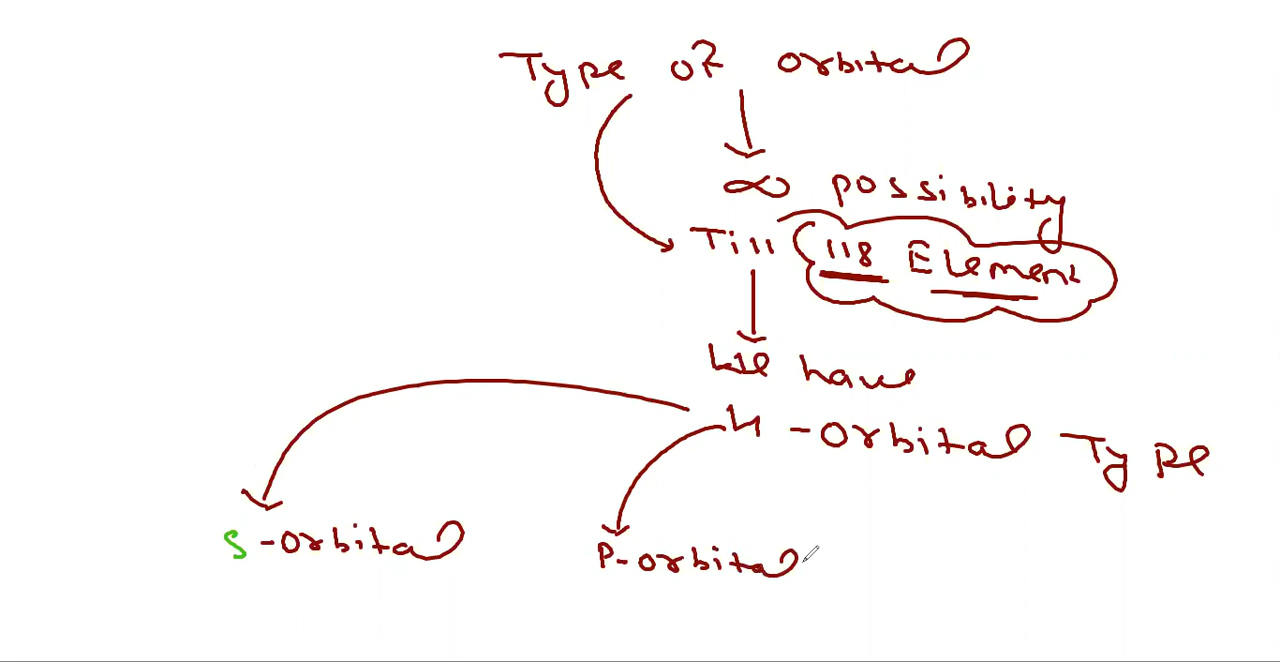 Type of orbital
∞ possibility
Till 118 Element
We have
4 - orbital Type
S - orbital
P - orbital